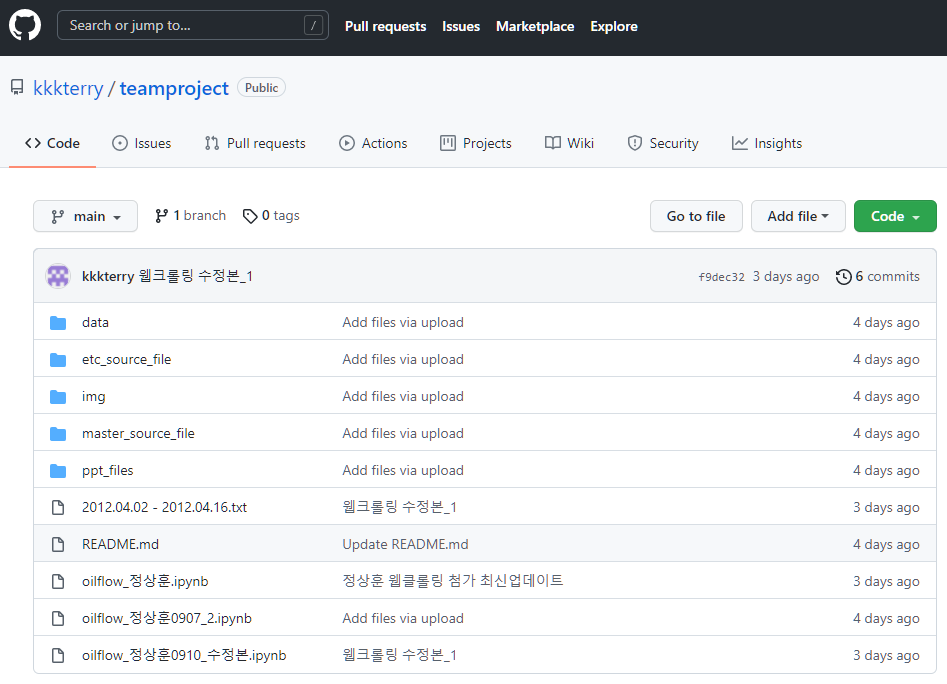 Search or jump to... /
Pull requests Issues Marketplace Explore
kkkterry / teamproject Public
Code Issues Pull requests Actions Projects Wiki Security Insights
main 1 branch 0 tags Go to file Add file Code
kkkterry 웹크롤링 수정본_1 f9dec32 3 days ago 6 commits
data Add files via upload 4 days ago
etc_source_file Add files via upload 4 days ago
img Add files via upload 4 days ago
master_source_file Add files via upload 4 days ago
ppt_files Add files via upload 4 days ago
2012.04.02 - 2012.04.16.txt 웹크롤링 수정본_1 3 days ago
README.md Update README.md 4 days ago
oilflow_정상훈.ipynb 정상훈 웹클롤링 첨가 최신업데이트 3 days ago
oilflow_정상훈0907_2.ipynb Add files via upload 4 days ago
oilflow_정상훈0910_수정본.ipynb 웹크롤링 수정본_1 3 days ago